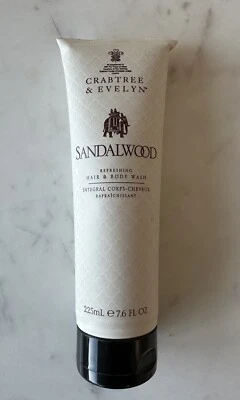 CRABTREE
& EVELYN®
SANDALWOOD
REFRESHING
HAIR & BODY WASH
INTEGRAL CORPS-CHEVEUX
RAFRAÎCHISSANT
225mL ℮ 7.6 FL OZ